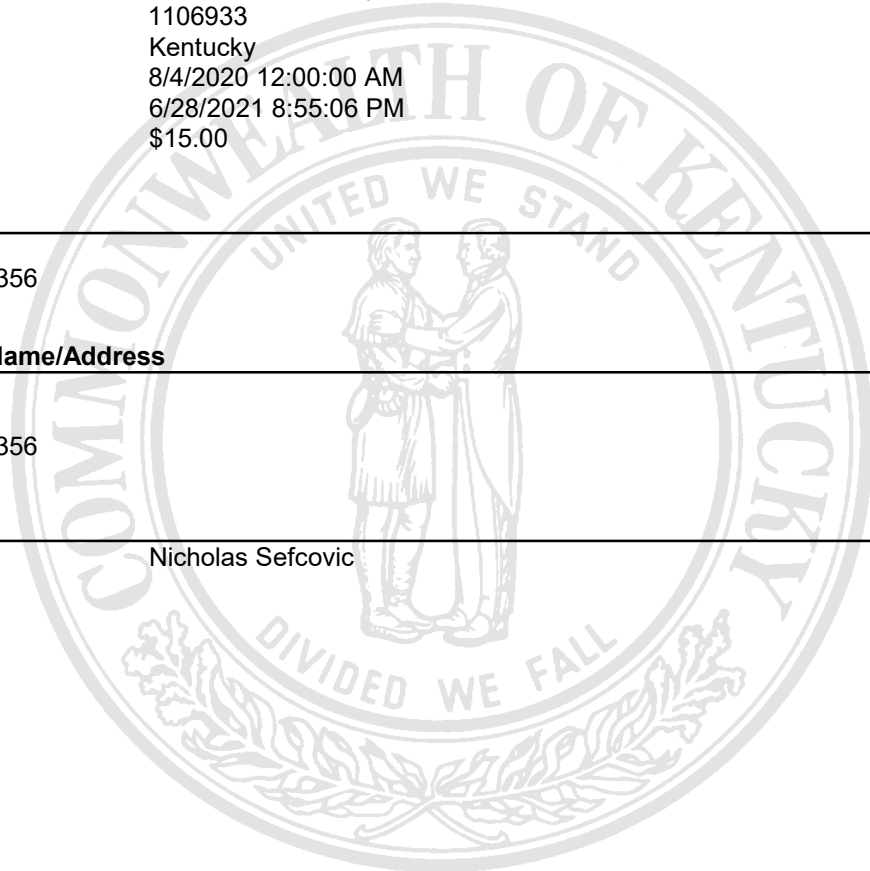 1106933
Kentucky
8/4/2020 12:00:00 AM
6/28/2021 8:55:06 PM
$15.00
COMMONWEALTH OF KENTUCKY
UNITED WE STAND
356
Name/Address
356
Nicholas Sefcovic
DIVIDED WE FALL